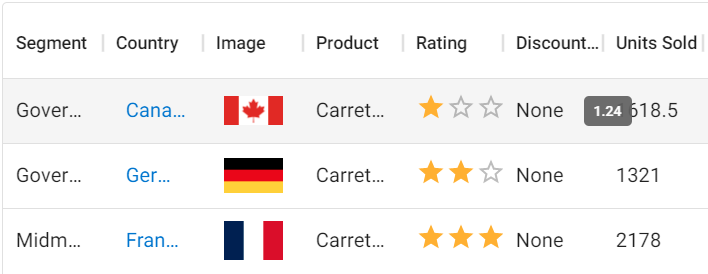 Segment Country Image Product Rating Discount... Units Sold
Gover... Cana... Carret... None 1.24 618.5
Gover... Ger... Carret... None 1321
Midm... Fran... Carret... None 2178